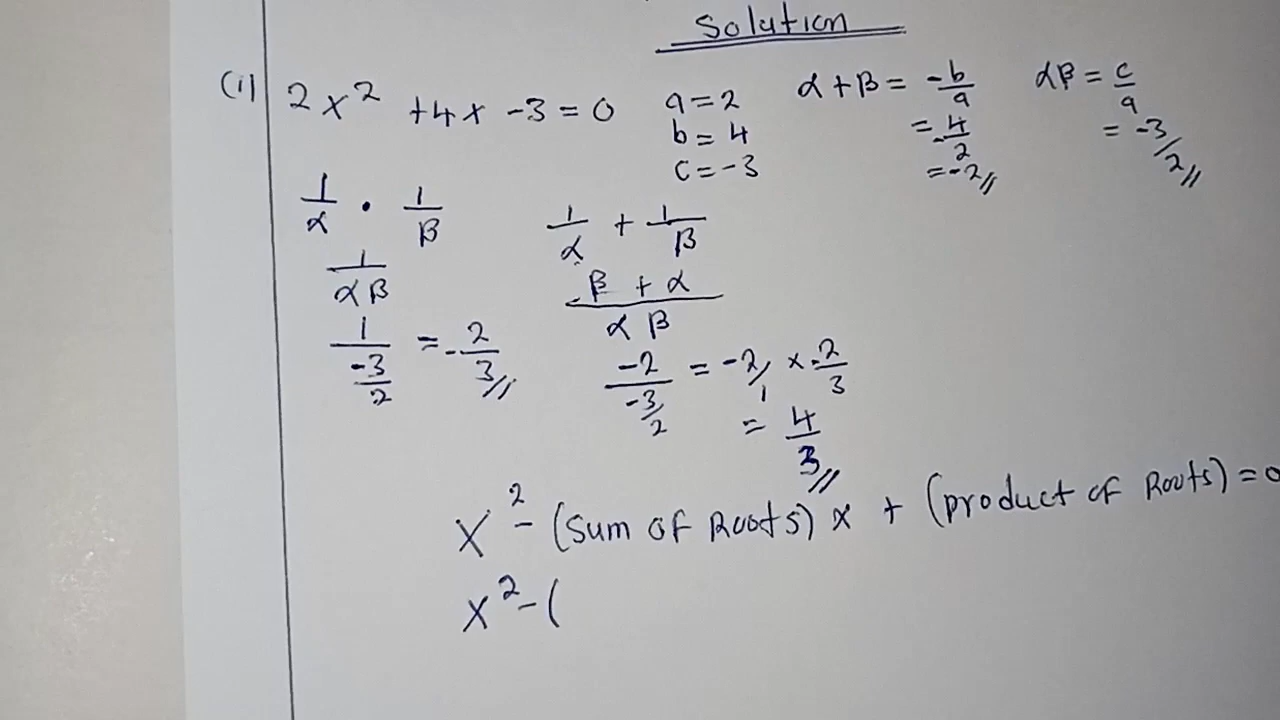 Solution
(i) 2x² + 4x - 3 = 0
a = 2
b = 4
c = -3
α + β = -b/a
= -4/2
= -2//
αβ = c/a
= -3/2//
1/α · 1/β
1/αβ
1/(-3/2) = -2/3//
1/α + 1/β
(β + α)/αβ
-2/(-3/2) = -2/1 × -2/3
= 4/3//
x² - (Sum of Roots) x + (product of Roots) = 0
x² - (